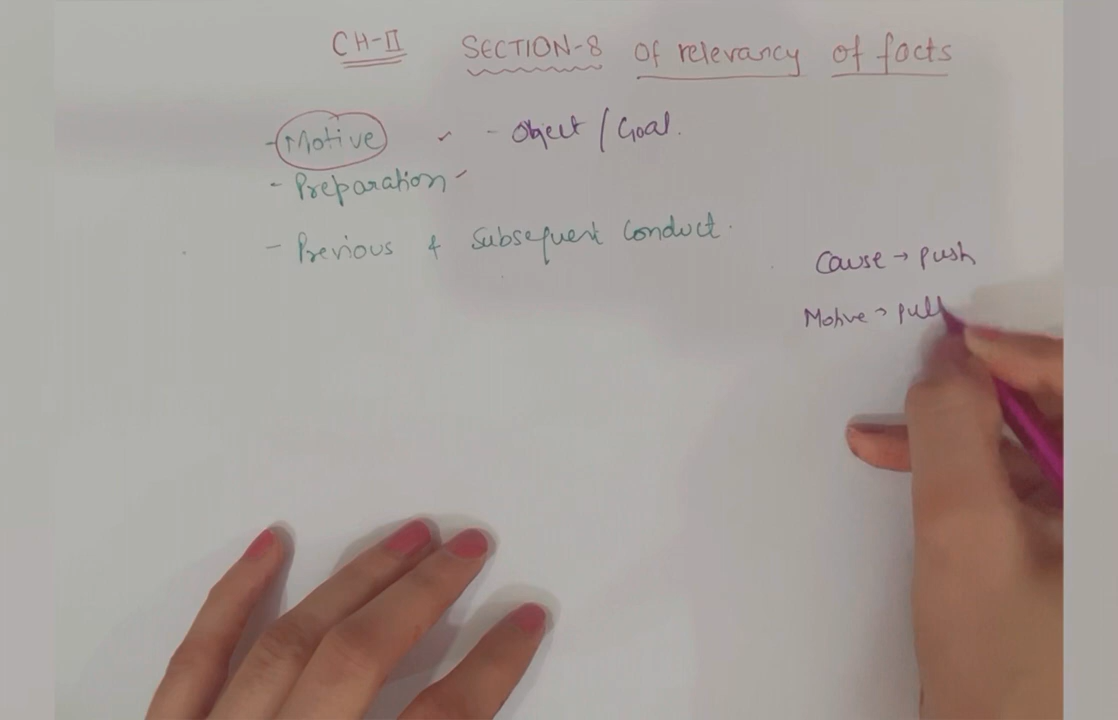 CH-II SECTION-8 Of relevancy of facts
- Motive ✓ - Object / Goal.
- Preparation ✓
- Previous & Subsequent Conduct.
Cause → push
Motive → pull